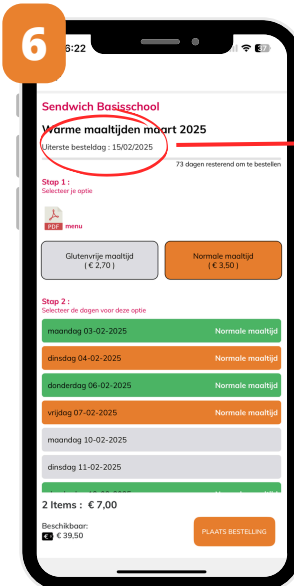 6
6:22
37
Sendwich Basisschool
Warme maaltijden maart 2025
Uiterste besteldag : 15/02/2025
73 dagen resterend om te bestellen
Stap 1 :
Selecteer je optie
PDF menu
Glutenvrije maaltijd
( € 2,70 )
Normale maaltijd
( € 3,50 )
Stap 2 :
Selecteer de dagen voor deze optie
maandag 03-02-2025 Normale maaltijd
dinsdag 04-02-2025 Normale maaltijd
donderdag 06-02-2025 Normale maaltijd
vrijdag 07-02-2025 Normale maaltijd
maandag 10-02-2025
dinsdag 11-02-2025
2 Items : € 7,00
Beschikbaar:
€ € 39,50
PLAATS BESTELLING